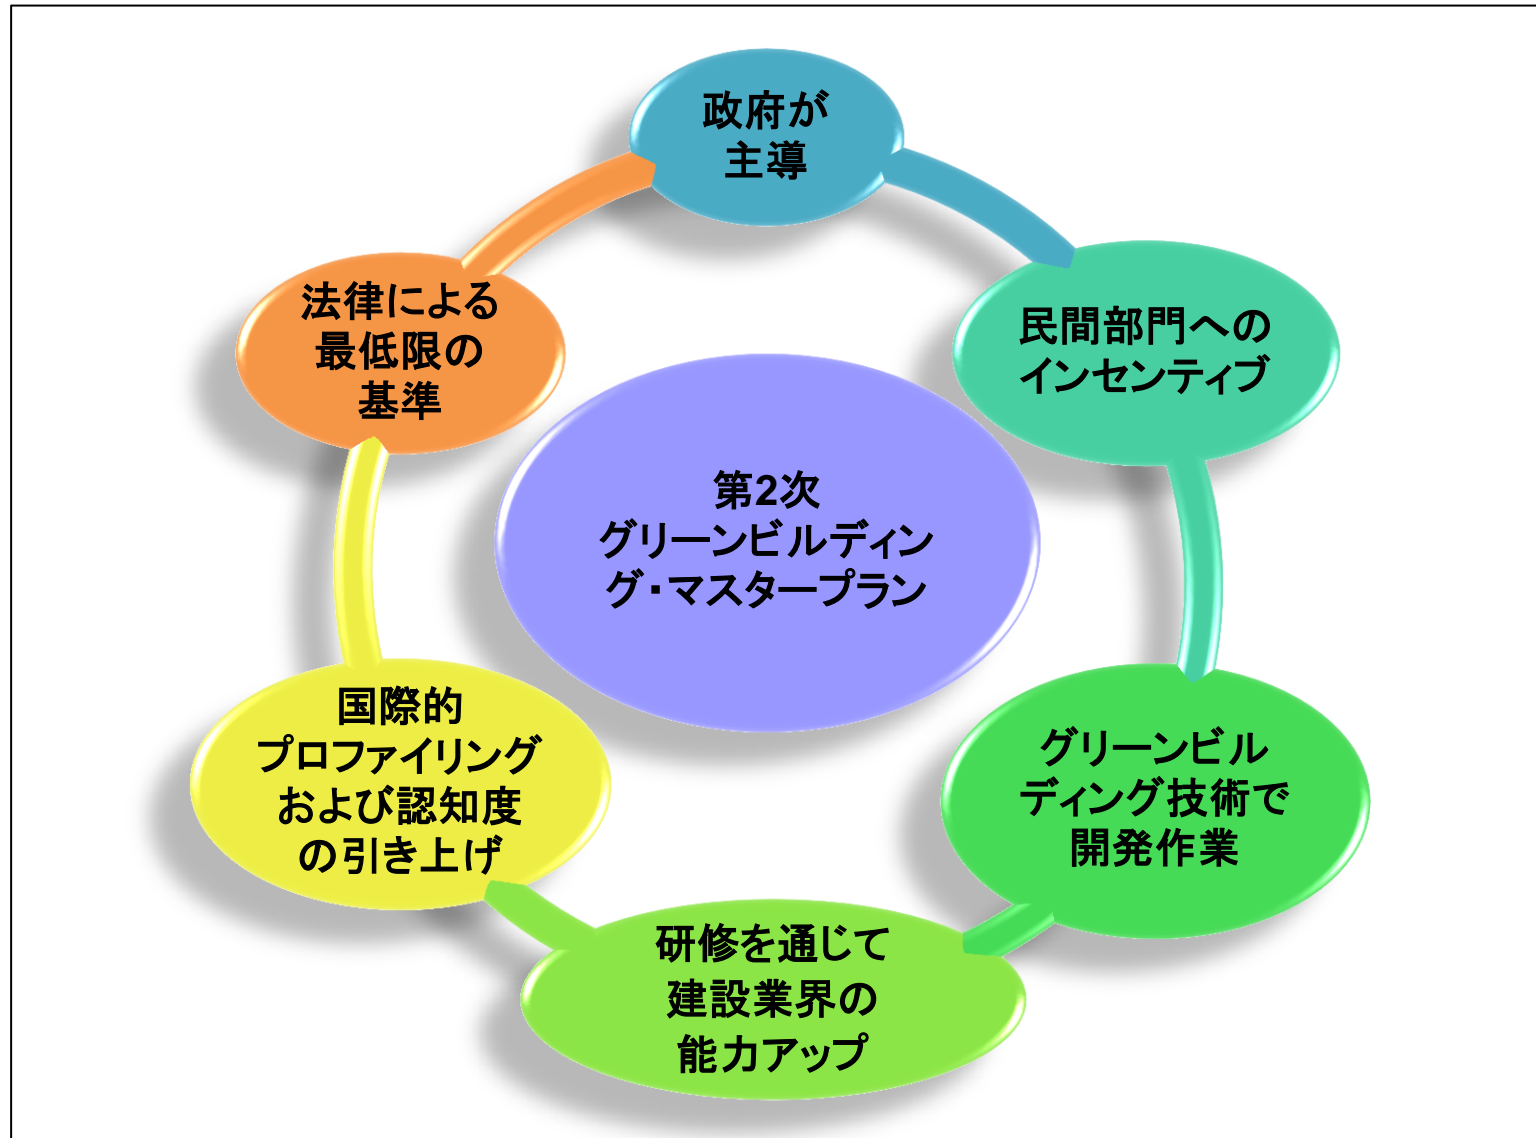 政府が
主導
民間部門への
インセンティブ
グリーンビル
ディング技術で
開発作業
研修を通じて
建設業界の
能力アップ
国際的
プロファイリング
および認知度
の引き上げ
法律による
最低限の
基準
第2次
グリーンビルディン
グ・マスタープラン